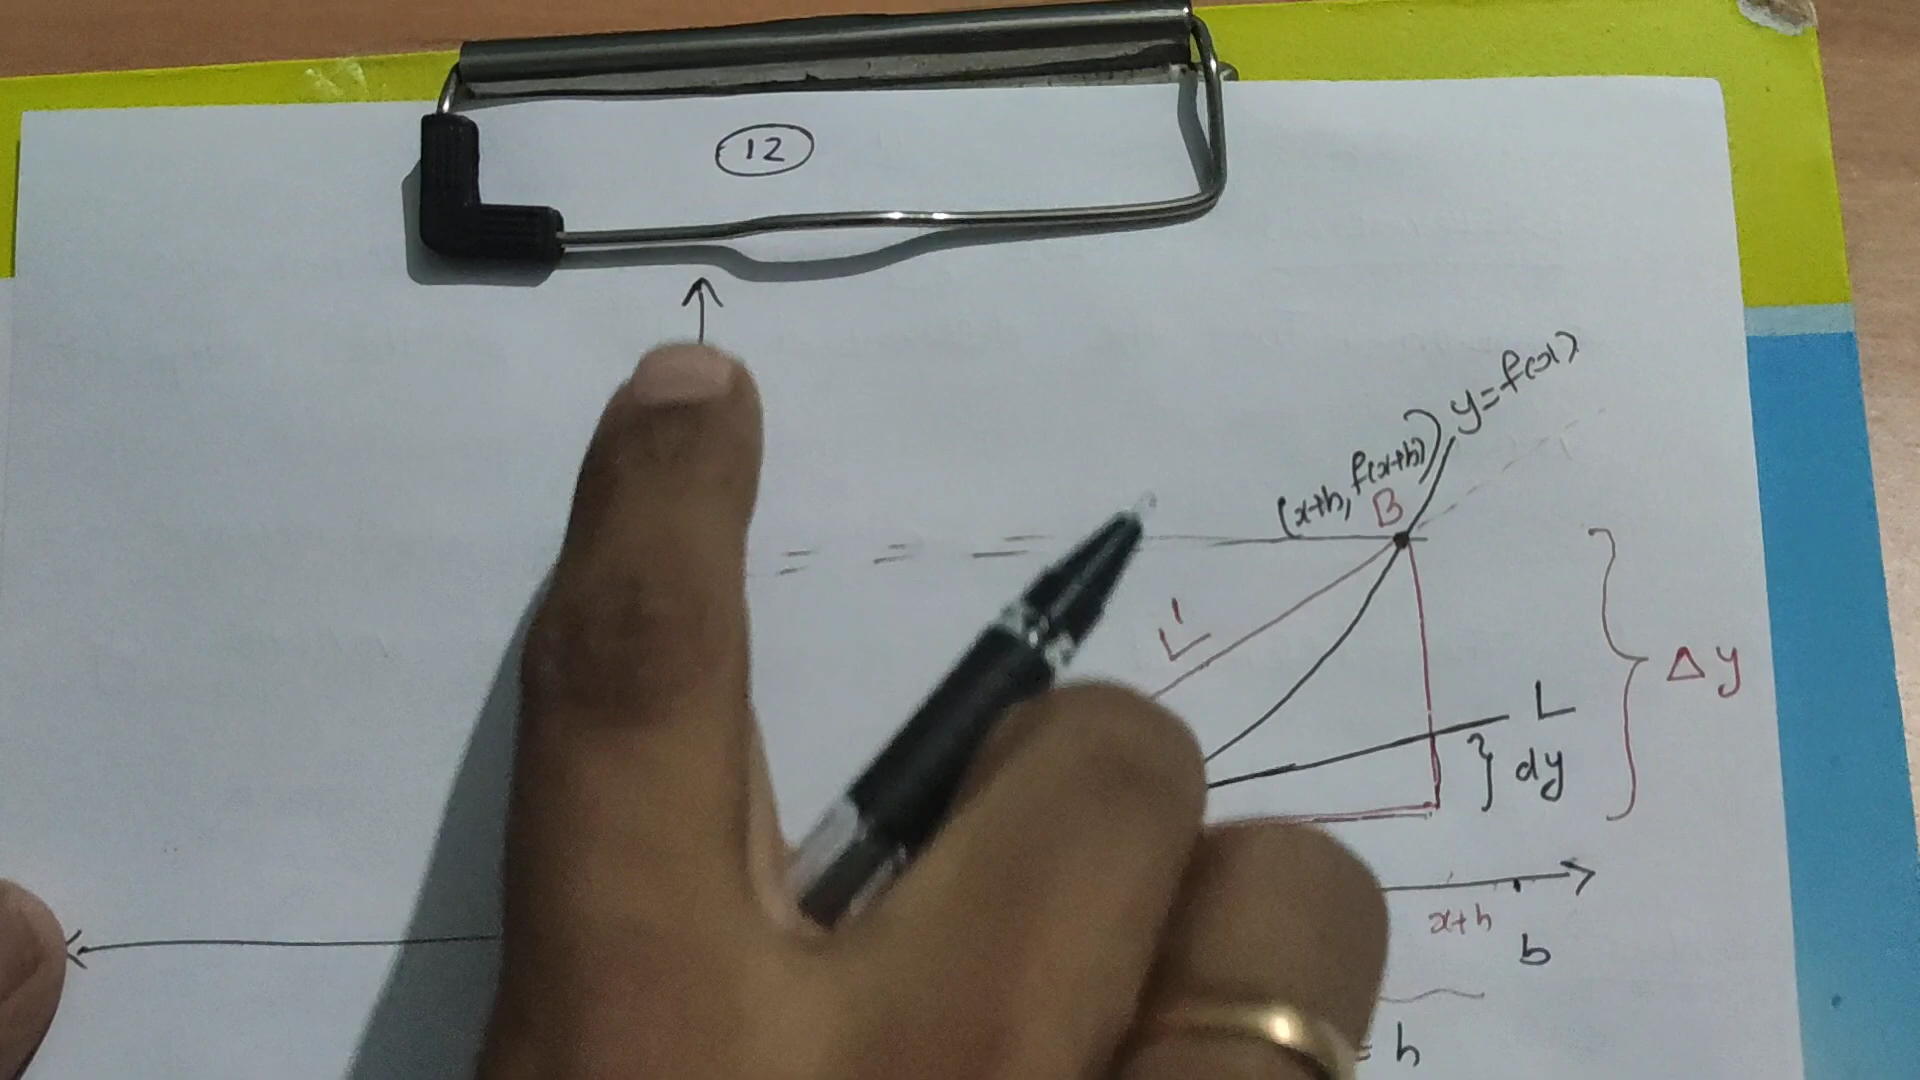 12
y=f(x)
(x+h, f(x+h))
B
L'
Δy
L
dy
x+h
b
= h